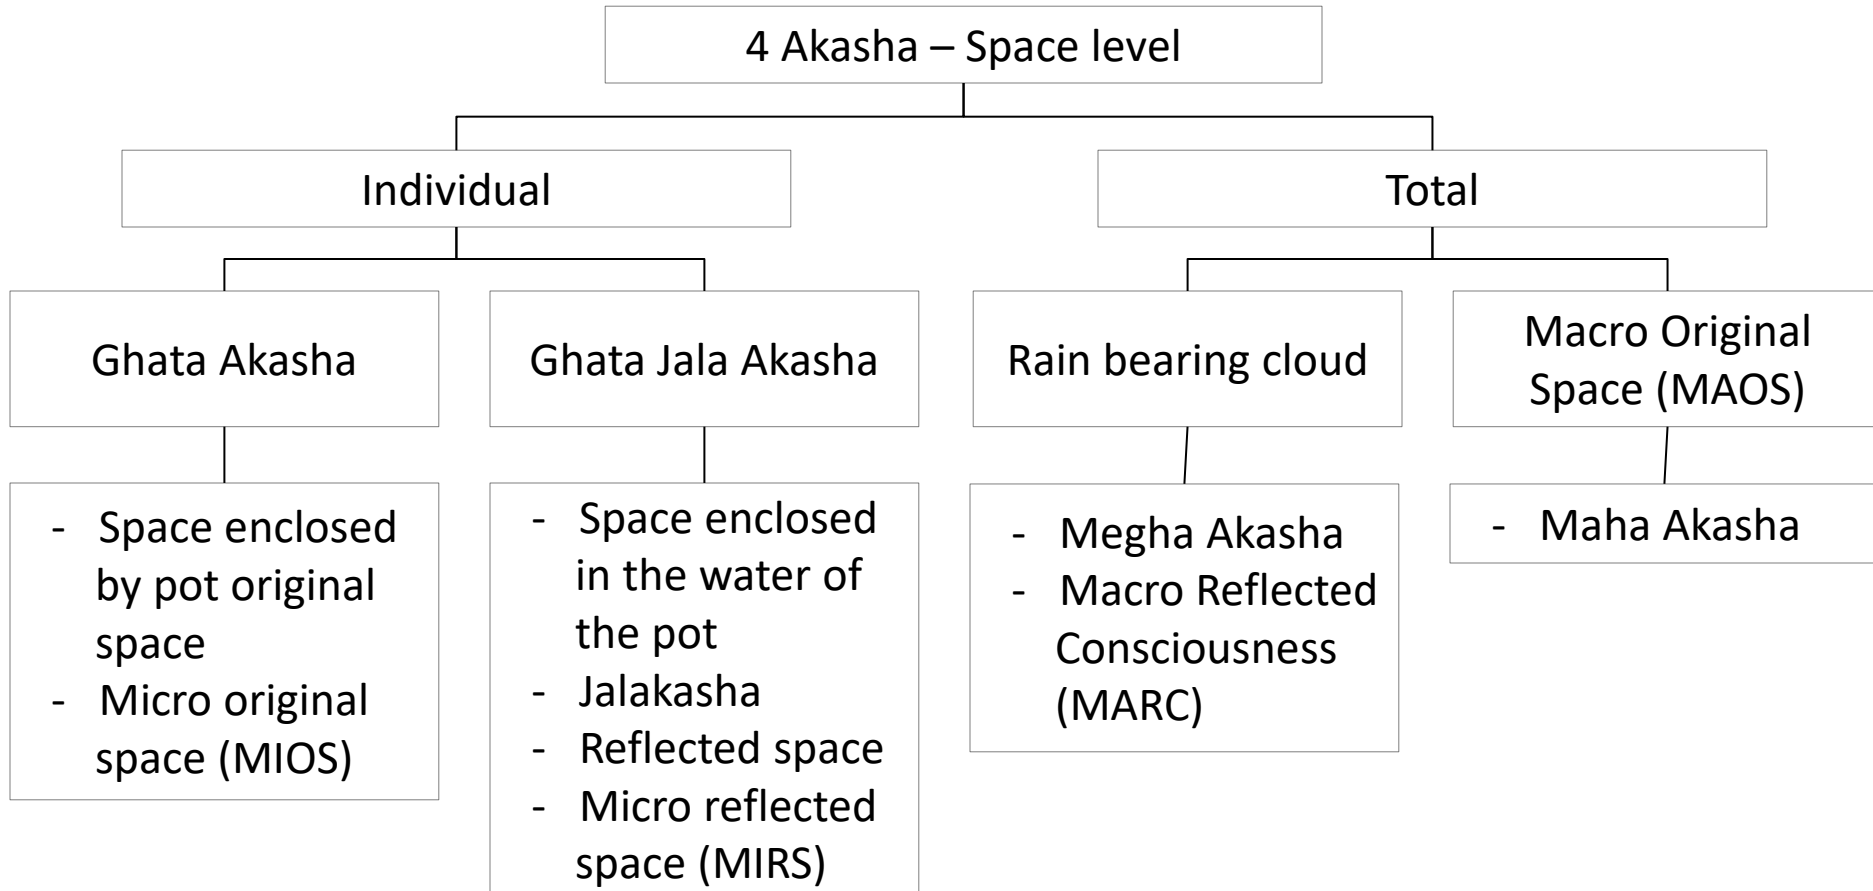 4 Akasha – Space level
Individual
Total
Ghata Akasha
Ghata Jala Akasha
Rain bearing cloud
Macro Original
Space (MAOS)
- Space enclosed
by pot original
space
- Micro original
space (MIOS)
- Space enclosed
in the water of
the pot
- Jalakasha
- Reflected space
- Micro reflected
space (MIRS)
- Megha Akasha
- Macro Reflected
Consciousness
(MARC)
- Maha Akasha